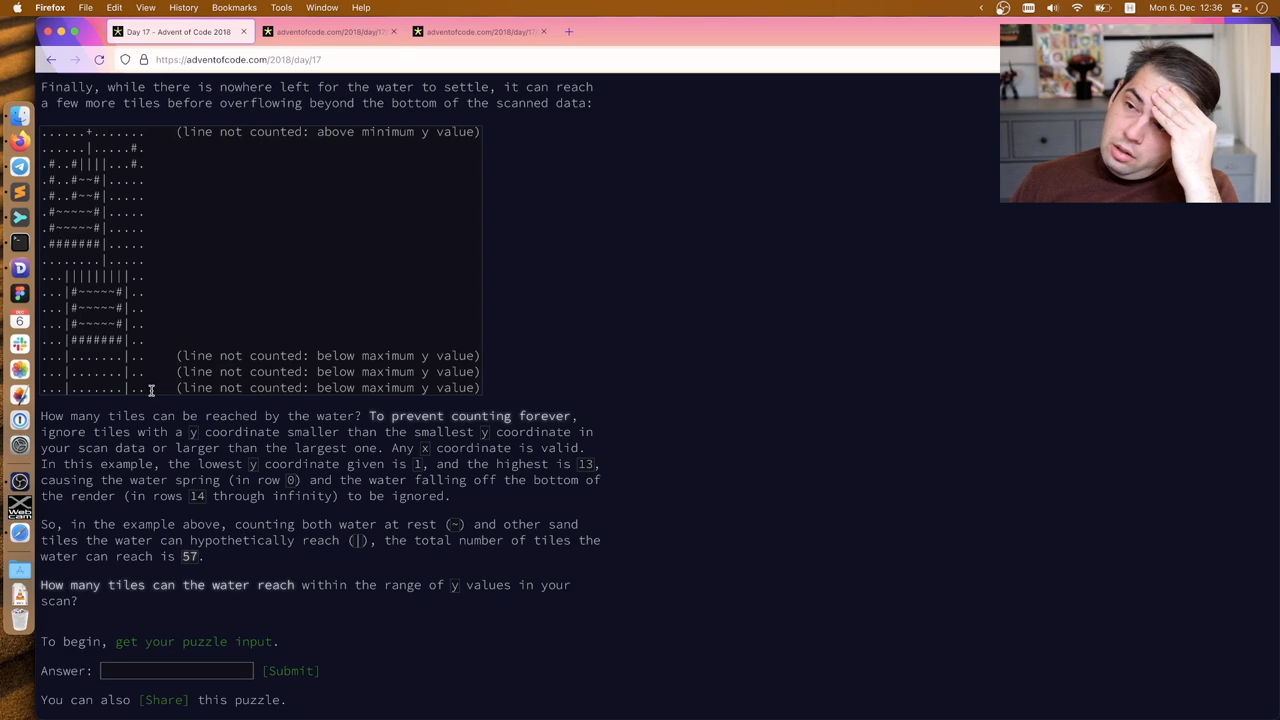 Firefox File Edit View History Bookmarks Tools Window Help
Mo 6. Dec 12:36
Day 17 - Advent of Code 2018
adventofcode.com/2018/day/17/
adventofcode.com/2018/day/17/
https://adventofcode.com/2018/day/17
Finally, while there is nowhere left for the water to settle, it can reach
a few more tiles before overflowing beyond the bottom of the scanned data:
......+.......    (line not counted: above minimum y value)
......|.....#.
.#..#||||...#.
.#..#~~#|.....
.#..#~~#|.....
.#~~~~~#|.....
.#~~~~~#|.....
.#######|.....
........|.....
...|||||||||..
...|#~~~~~#|..
...|#~~~~~#|..
...|#~~~~~#|..
...|#######|..
...|.......|..    (line not counted: below maximum y value)
...|.......|..    (line not counted: below maximum y value)
...|.......|..    (line not counted: below maximum y value)
How many tiles can be reached by the water? To prevent counting forever,
ignore tiles with a y coordinate smaller than the smallest y coordinate in
your scan data or larger than the largest one. Any x coordinate is valid.
In this example, the lowest y coordinate given is 1, and the highest is 13,
causing the water spring (in row 0) and the water falling off the bottom of
the render (in rows 14 through infinity) to be ignored.
So, in the example above, counting both water at rest (~) and other sand
tiles the water can hypothetically reach (|), the total number of tiles the
water can reach is 57.
How many tiles can the water reach within the range of y values in your
scan?
To begin, get your puzzle input.
Answer: [Submit]
You can also [Share] this puzzle.
DEC
6
Web
cam